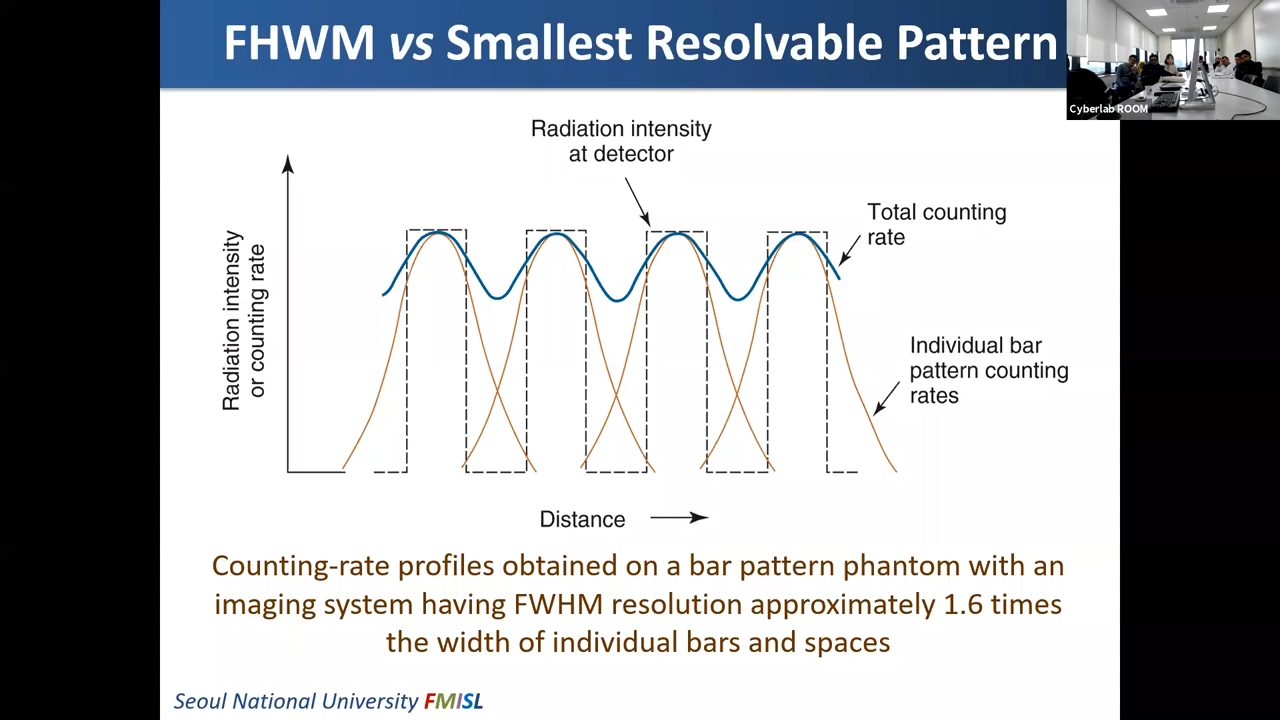 FHWM vs Smallest Resolvable Pattern
Cyberlab ROOM
Radiation intensity
at detector
Total counting
rate
Radiation intensity
or counting rate
Individual bar
pattern counting
rates
Distance
Counting-rate profiles obtained on a bar pattern phantom with an
imaging system having FWHM resolution approximately 1.6 times
the width of individual bars and spaces
Seoul National University FMISL